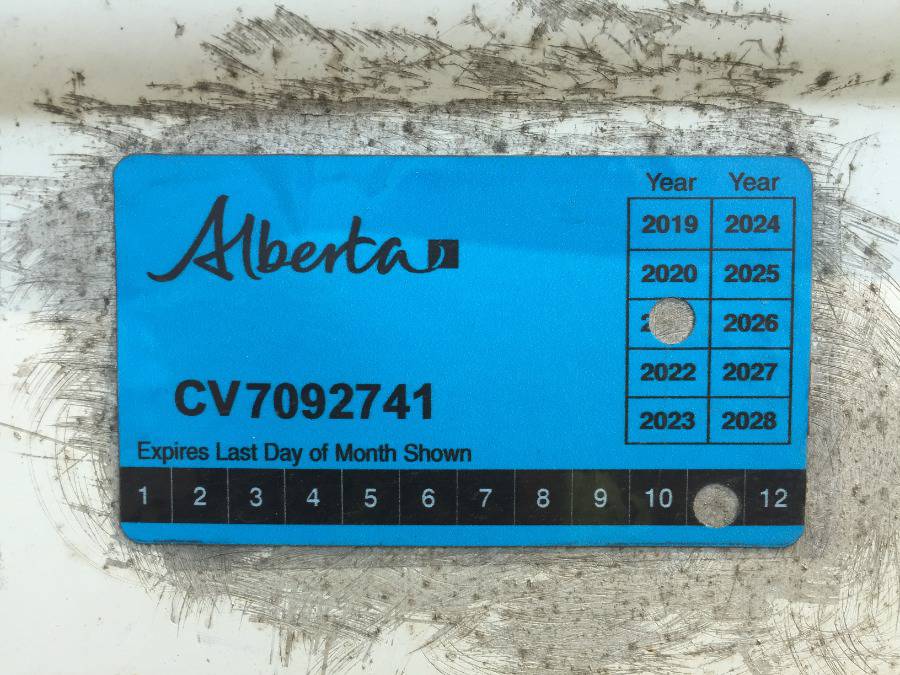 Alberta
Year Year
2019 2024
2020 2025
2026
2022 2027
2023 2028
CV7092741
Expires Last Day of Month Shown
1 2 3 4 5 6 7 8 9 10 12